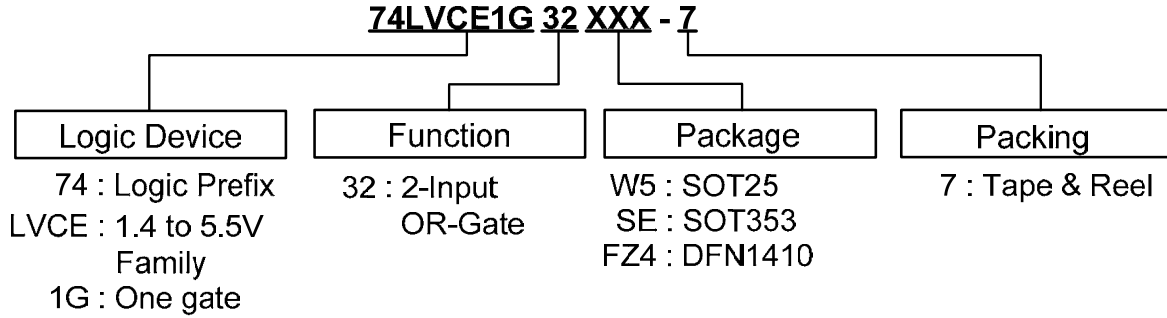 74LVCE1G 32 XXX - 7
Logic Device
74 : Logic Prefix
LVCE : 1.4 to 5.5V
Family
1G : One gate
Function
32 : 2-Input
OR-Gate
Package
W5 : SOT25
SE : SOT353
FZ4 : DFN1410
Packing
7 : Tape & Reel